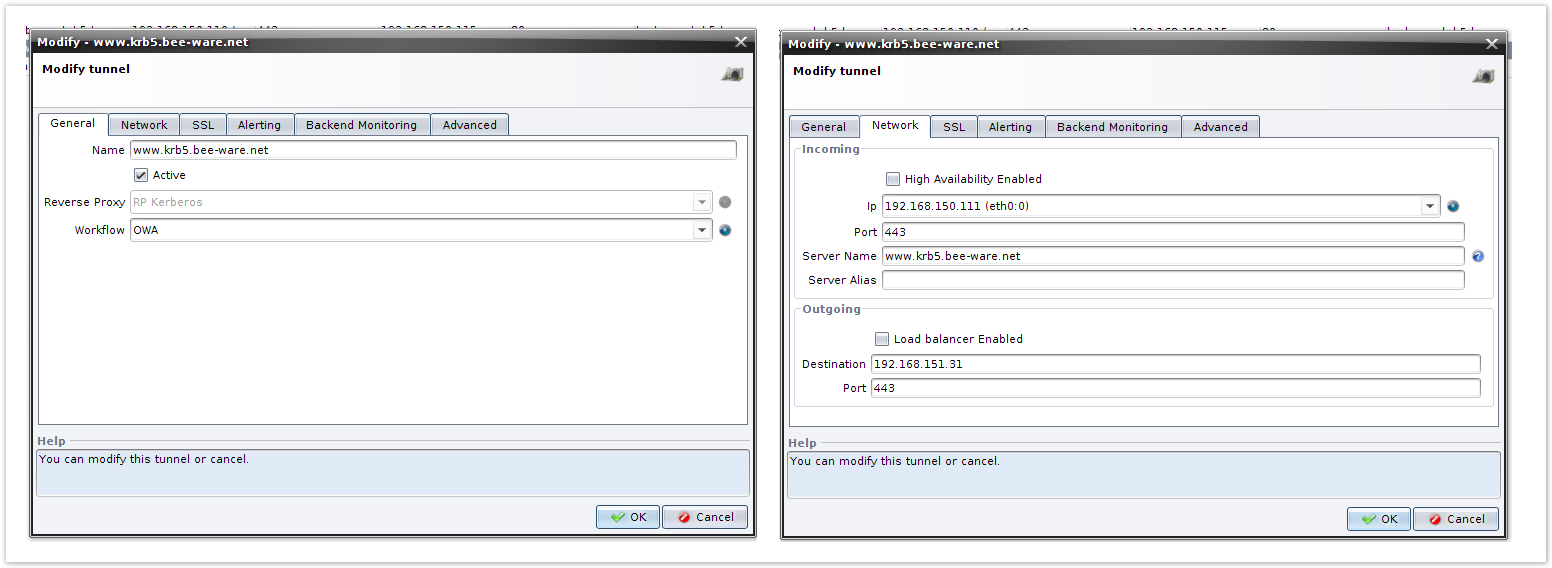 Modify - www.krb5.bee-ware.net
Modify tunnel
General Network SSL Alerting Backend Monitoring Advanced
Name www.krb5.bee-ware.net
Active
Reverse Proxy RP Kerberos
Workflow OWA
Help
You can modify this tunnel or cancel.
OK Cancel
Modify - www.krb5.bee-ware.net
Modify tunnel
General Network SSL Alerting Backend Monitoring Advanced
Incoming
High Availability Enabled
Ip 192.168.150.111 (eth0:0)
Port 443
Server Name www.krb5.bee-ware.net
Server Alias
Outgoing
Load balancer Enabled
Destination 192.168.151.31
Port 443
Help
You can modify this tunnel or cancel.
OK Cancel